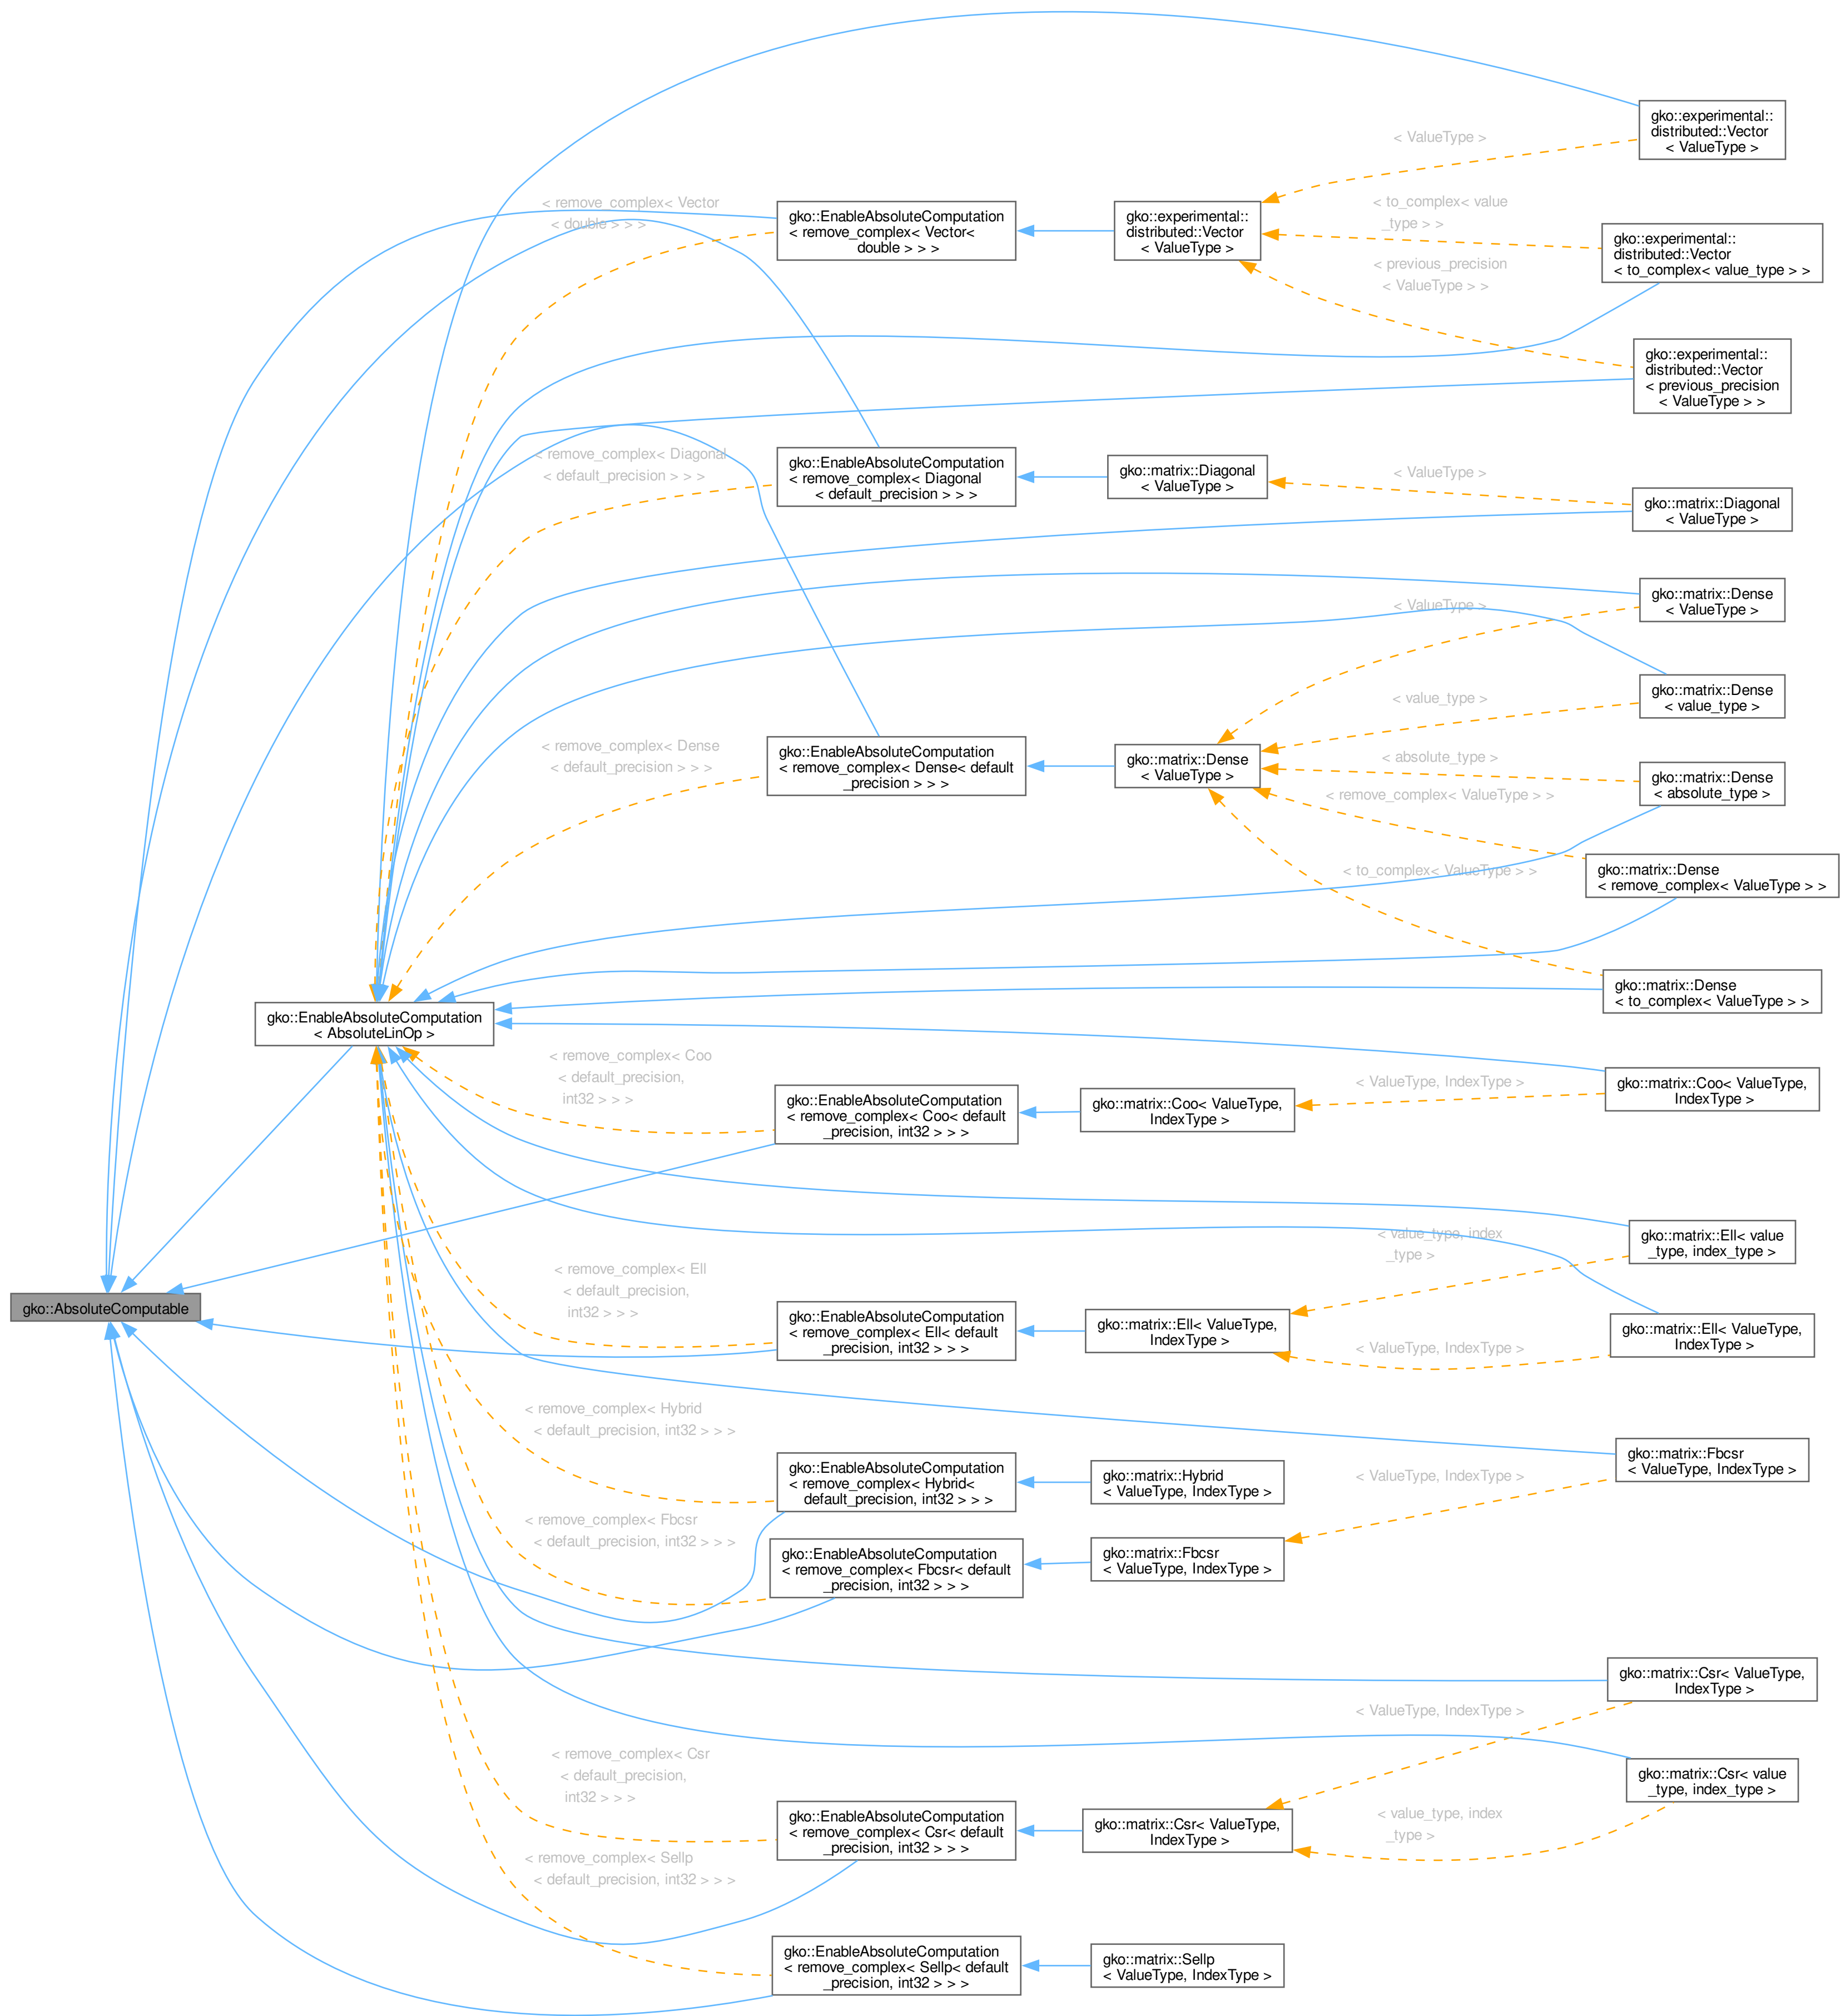 gko::experimental::
distributed::Vector
< ValueType >
< ValueType >
< remove_complex< Vector
< double > > >
gko::EnableAbsoluteComputation
< remove_complex< Vector<
double > > >
gko::experimental::
distributed::Vector
< ValueType >
< to_complex< value
_type > >
gko::experimental::
distributed::Vector
< to_complex< value_type > >
< previous_precision
< ValueType > >
gko::experimental::
distributed::Vector
< previous_precision
< ValueType > >
< remove_complex< Diagonal
< default_precision > > >
gko::EnableAbsoluteComputation
< remove_complex< Diagonal
< default_precision > > >
gko::matrix::Diagonal
< ValueType >
< ValueType >
gko::matrix::Diagonal
< ValueType >
gko::matrix::Dense
< ValueType >
< ValueType >
gko::matrix::Dense
< value_type >
< value_type >
< remove_complex< Dense
< default_precision > > >
gko::EnableAbsoluteComputation
< remove_complex< Dense< default
_precision > > >
gko::matrix::Dense
< ValueType >
< absolute_type >
gko::matrix::Dense
< absolute_type >
< remove_complex< ValueType > >
gko::matrix::Dense
< remove_complex< ValueType > >
< to_complex< ValueType > >
gko::matrix::Dense
< to_complex< ValueType > >
gko::EnableAbsoluteComputation
< AbsoluteLinOp >
< remove_complex< Coo
< default_precision,
int32 > > >
gko::EnableAbsoluteComputation
< remove_complex< Coo< default
_precision, int32 > > >
gko::matrix::Coo< ValueType,
IndexType >
< ValueType, IndexType >
gko::matrix::Coo< ValueType,
IndexType >
< value_type, index
_type >
gko::matrix::Ell< value
_type, index_type >
gko::AbsoluteComputable
< remove_complex< Ell
< default_precision,
int32 > > >
gko::EnableAbsoluteComputation
< remove_complex< Ell< default
_precision, int32 > > >
gko::matrix::Ell< ValueType,
IndexType >
< ValueType, IndexType >
gko::matrix::Ell< ValueType,
IndexType >
< remove_complex< Hybrid
< default_precision, int32 > > >
gko::EnableAbsoluteComputation
< remove_complex< Hybrid<
default_precision, int32 > > >
gko::matrix::Hybrid
< ValueType, IndexType >
< ValueType, IndexType >
gko::matrix::Fbcsr
< ValueType, IndexType >
< remove_complex< Fbcsr
< default_precision, int32 > > >
gko::EnableAbsoluteComputation
< remove_complex< Fbcsr< default
_precision, int32 > > >
gko::matrix::Fbcsr
< ValueType, IndexType >
gko::matrix::Csr< ValueType,
IndexType >
< ValueType, IndexType >
< remove_complex< Csr
< default_precision,
int32 > > >
gko::EnableAbsoluteComputation
< remove_complex< Csr< default
_precision, int32 > > >
gko::matrix::Csr< ValueType,
IndexType >
< value_type, index
_type >
gko::matrix::Csr< value
_type, index_type >
< remove_complex< Sellp
< default_precision, int32 > > >
gko::EnableAbsoluteComputation
< remove_complex< Sellp< default
_precision, int32 > > >
gko::matrix::Sellp
< ValueType, IndexType >